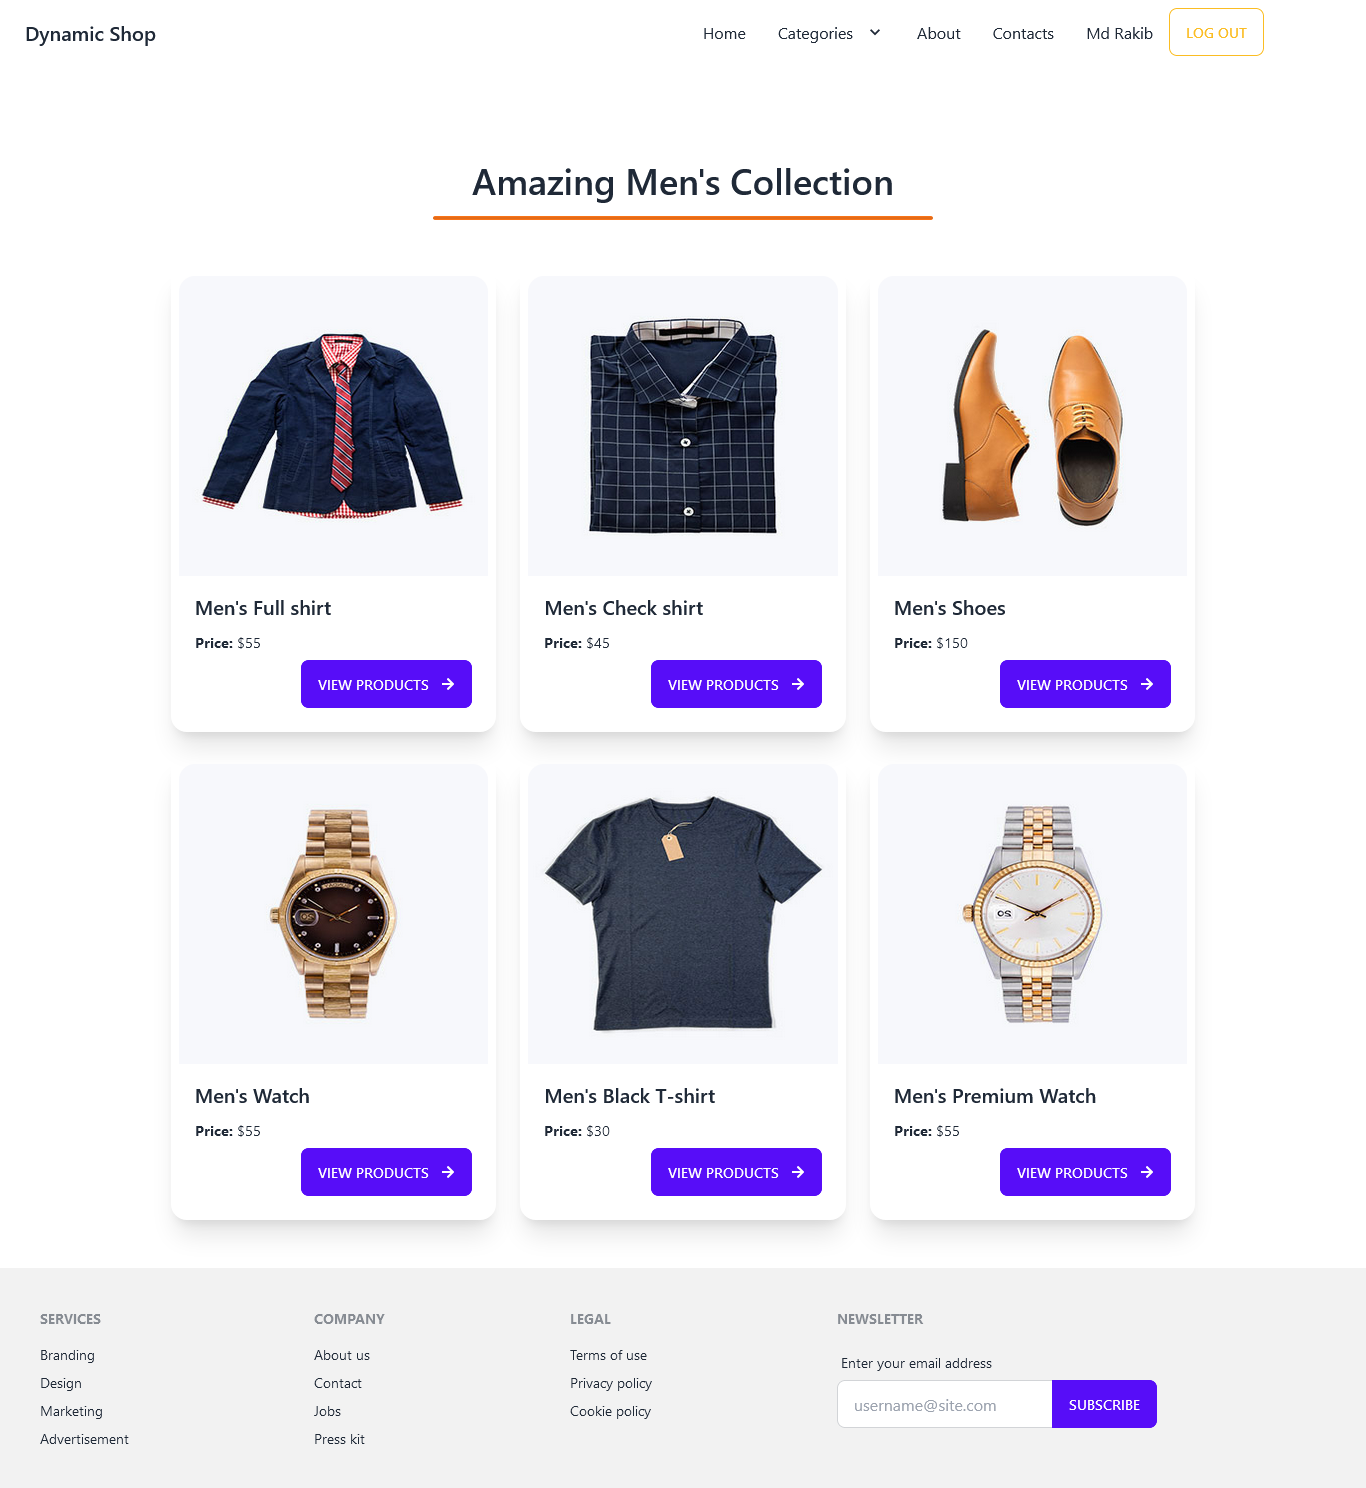 Dynamic Shop
Home Categories About Contacts Md Rakib LOG OUT
Amazing Men's Collection
Men's Full shirt
Price: $55
VIEW PRODUCTS
Men's Check shirt
Price: $45
VIEW PRODUCTS
Men's Shoes
Price: $150
VIEW PRODUCTS
Men's Watch
Price: $55
VIEW PRODUCTS
Men's Black T-shirt
Price: $30
VIEW PRODUCTS
Men's Premium Watch
Price: $55
VIEW PRODUCTS
SERVICES
Branding
Design
Marketing
Advertisement
COMPANY
About us
Contact
Jobs
Press kit
LEGAL
Terms of use
Privacy policy
Cookie policy
NEWSLETTER
Enter your email address
username@site.com
SUBSCRIBE